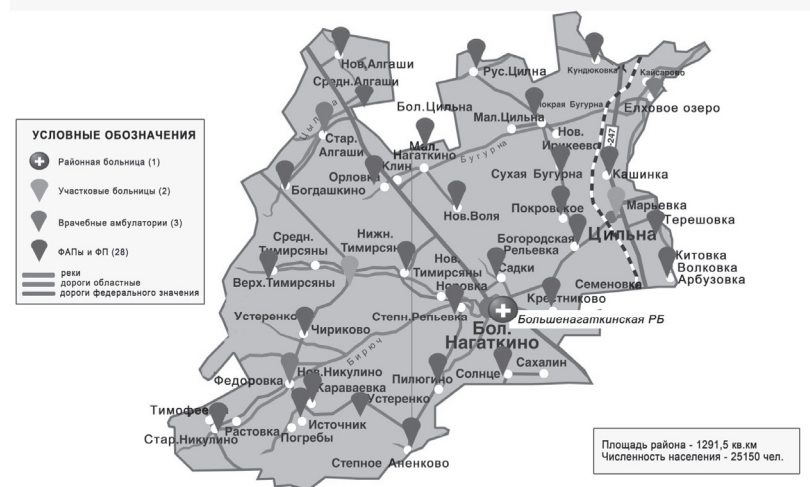 Нов.Алгаши
Средн.Алгаши
Рус.Цилна
Кундюковка
Кайсарово
Елховое озеро
Бол.Цильна
Мал.Цильна
Мокрая Бугурна
Нов.
Ирикеево
УСЛОВНЫЕ ОБОЗНАЧЕНИЯ
Районная больница (1)
Участковые больницы (2)
Врачебные амбулатории (3)
ФАПы и ФП (28)
реки
дороги областные
дороги федерального значения
Стар.
Алгаши
Мал.
Нагаткино
Бугурна
Клин
Орловка
Богдашкино
Сухая Бугурна
Кашинка
Нов.Воля
Покровское
Марьевка
Терешовка
Цильна
Богородская
Репьевка
Средн.
Тимирсяны
Нижн.
Тимирсяны
Верх.Тимирсяны
Нов.
Тимирсяны
Садки
Китовка
Волковка
Арбузовка
Семеновка
Норовка
Крестниково
Устеренко
Чириково
Степн.Репьевка
Большенагаткинская РБ
Бол.
Нагаткино
Бирюч
Сахалин
Солнце
Федоровка
Нов.Никулино
Караваевка
Пилюгино
Устеренко
Растовка
Источник
Погребы
Стар.Никулино
Степное Аненково
Площадь района - 1291,5 кв.км
Численность населения - 25150 чел.